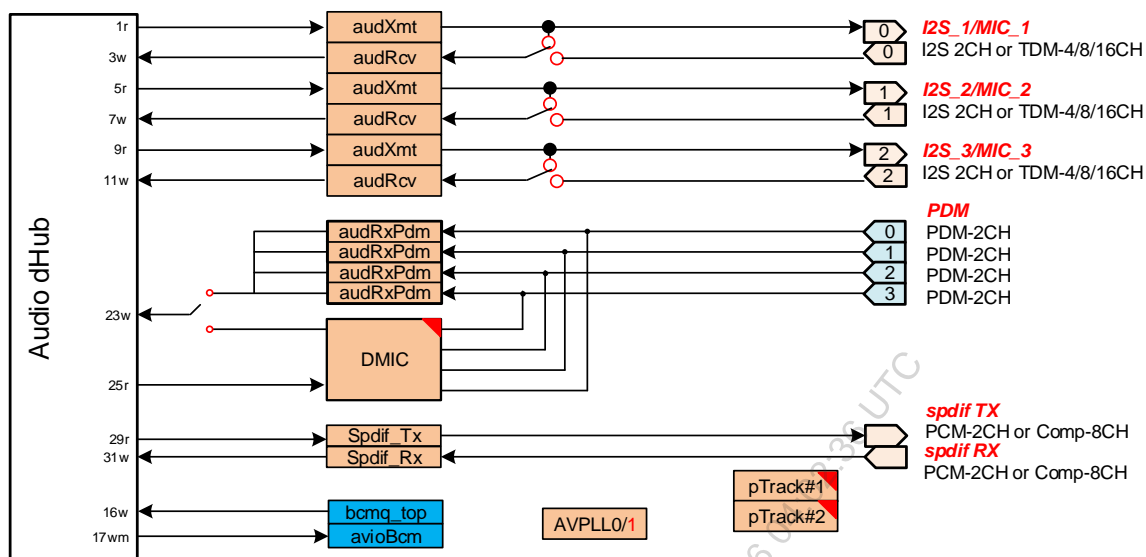 1r
audXmt
0
I2S_1/MIC_1
3w
audRcv
0
I2S 2CH or TDM-4/8/16CH
5r
audXmt
1
I2S_2/MIC_2
7w
audRcv
1
I2S 2CH or TDM-4/8/16CH
9r
audXmt
2
I2S_3/MIC_3
11w
audRcv
2
I2S 2CH or TDM-4/8/16CH
PDM
audRxPdm
0
PDM-2CH
audRxPdm
1
PDM-2CH
audRxPdm
2
PDM-2CH
audRxPdm
3
PDM-2CH
Audio dHub
23w
DMIC
25r
spdif TX
29r
Spdif_Tx
PCM-2CH or Comp-8CH
spdif RX
31w
Spdif_Rx
PCM-2CH or Comp-8CH
pTrack#1
pTrack#2
16w
bcmq_top
AVPLL0/1
17wm
avioBcm
UTC